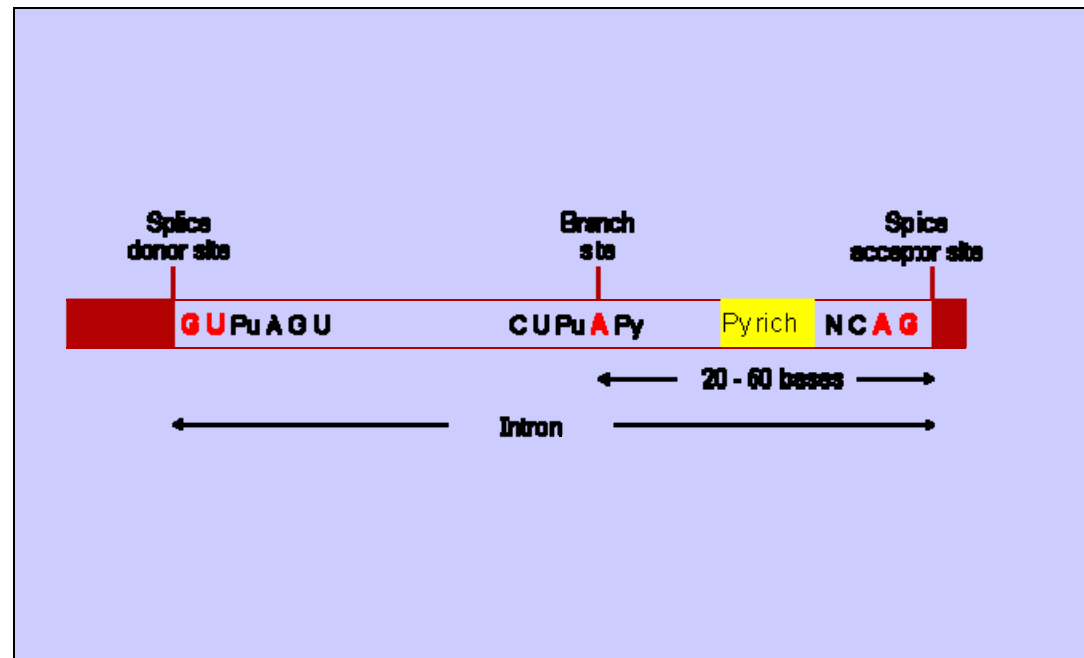 Splice
donor site
Branch
site
Spice
acceptor site
GUPuAGU
CUPuAPy
Pyrich
NCAG
20 - 60 bases
Intron